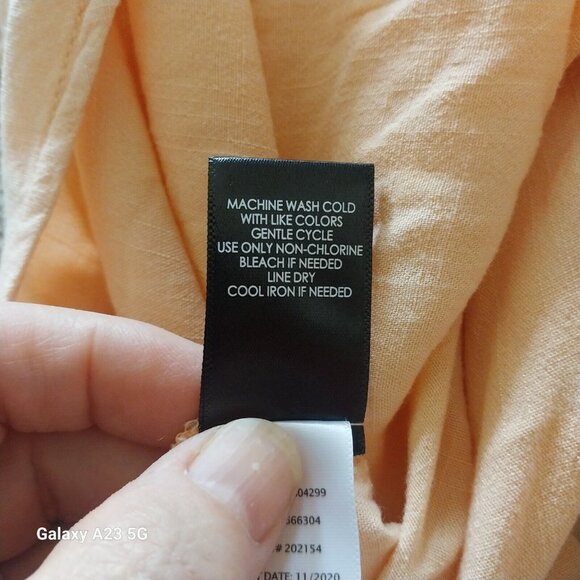 MACHINE WASH COLD
WITH LIKE COLORS
GENTLE CYCLE
USE ONLY NON-CHLORINE
BLEACH IF NEEDED
LINE DRY
COOL IRON IF NEEDED
04299
66304
# 202154
DATE: 11/2020
Galaxy A23 5G